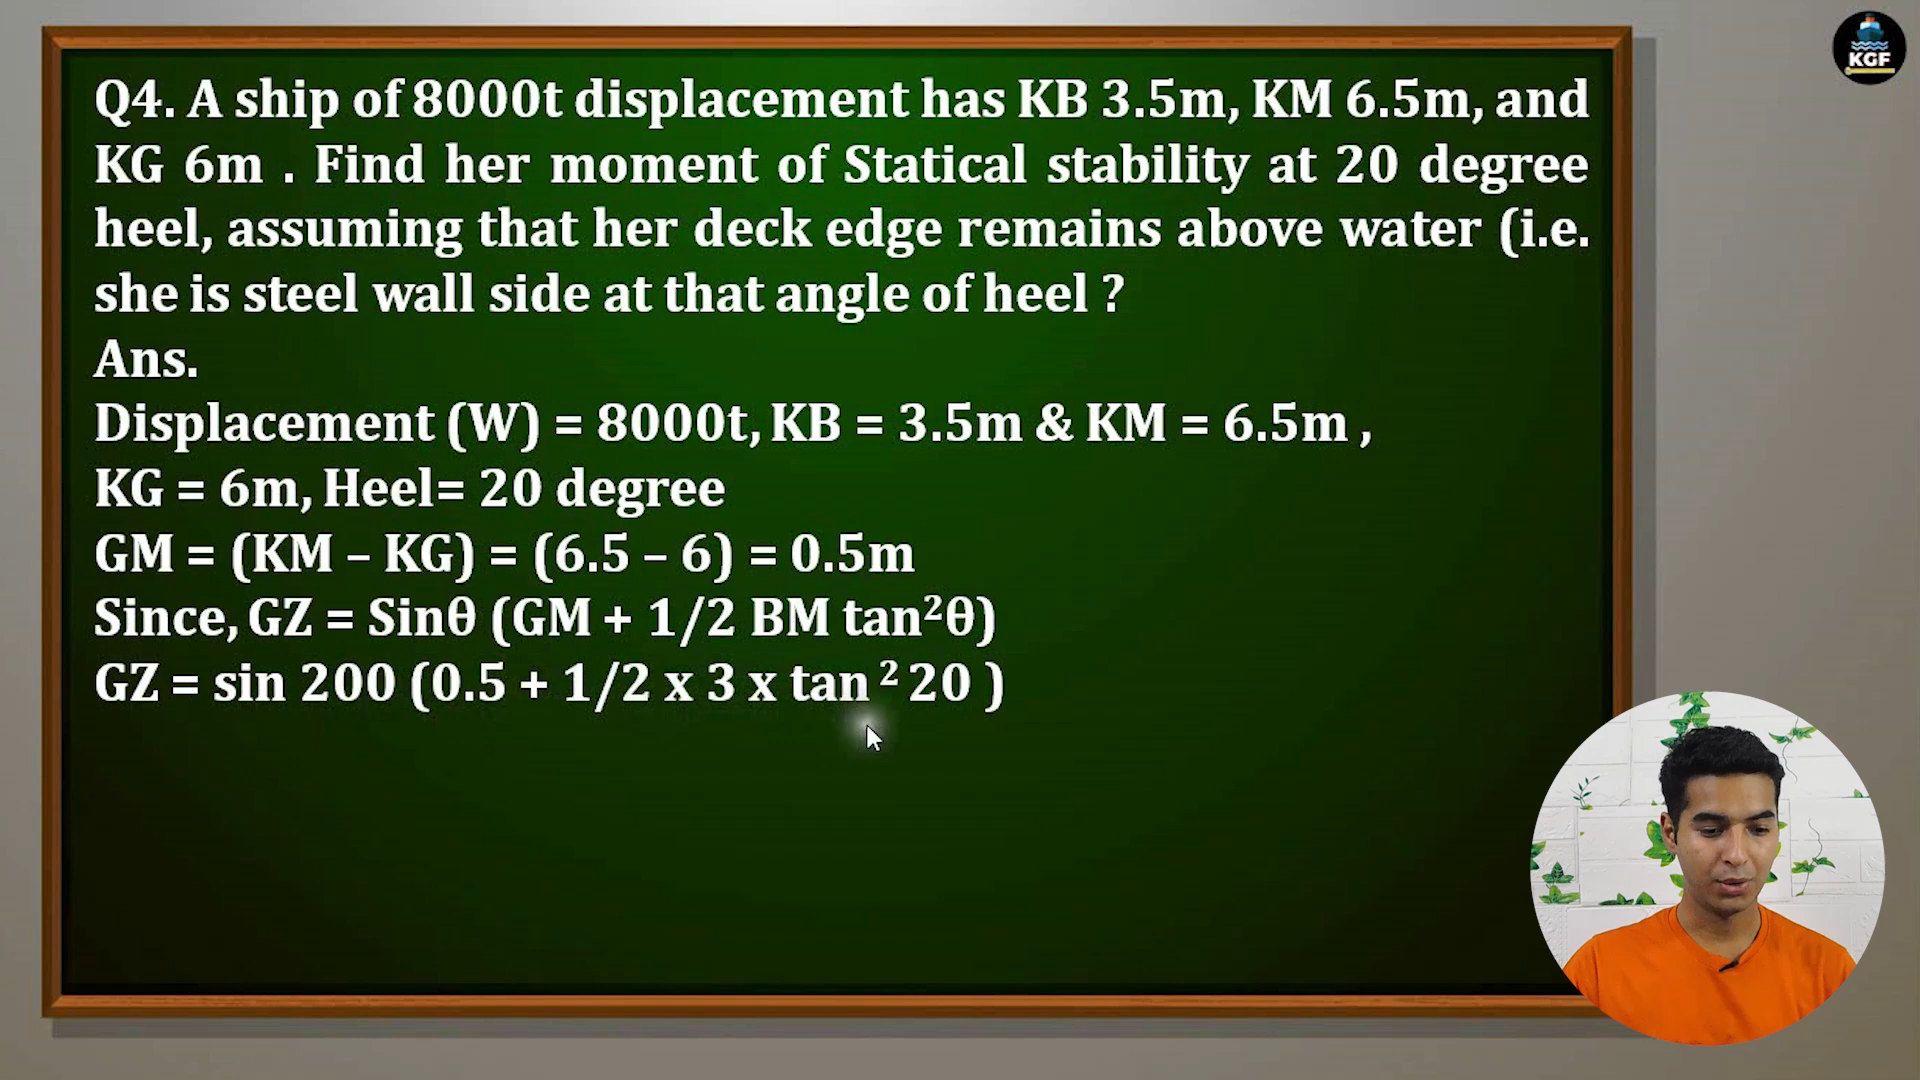 KGF
Q4. A ship of 8000t displacement has KB 3.5m, KM 6.5m, and
KG 6m . Find her moment of Statical stability at 20 degree
heel, assuming that her deck edge remains above water (i.e.
she is steel wall side at that angle of heel ?
Ans.
Displacement (W) = 8000t, KB = 3.5m & KM = 6.5m ,
KG = 6m, Heel= 20 degree
GM = (KM – KG) = (6.5 – 6) = 0.5m
Since, GZ = Sinθ (GM + 1/2 BM tan²θ)
GZ = sin 200 (0.5 + 1/2 x 3 x tan ² 20 )